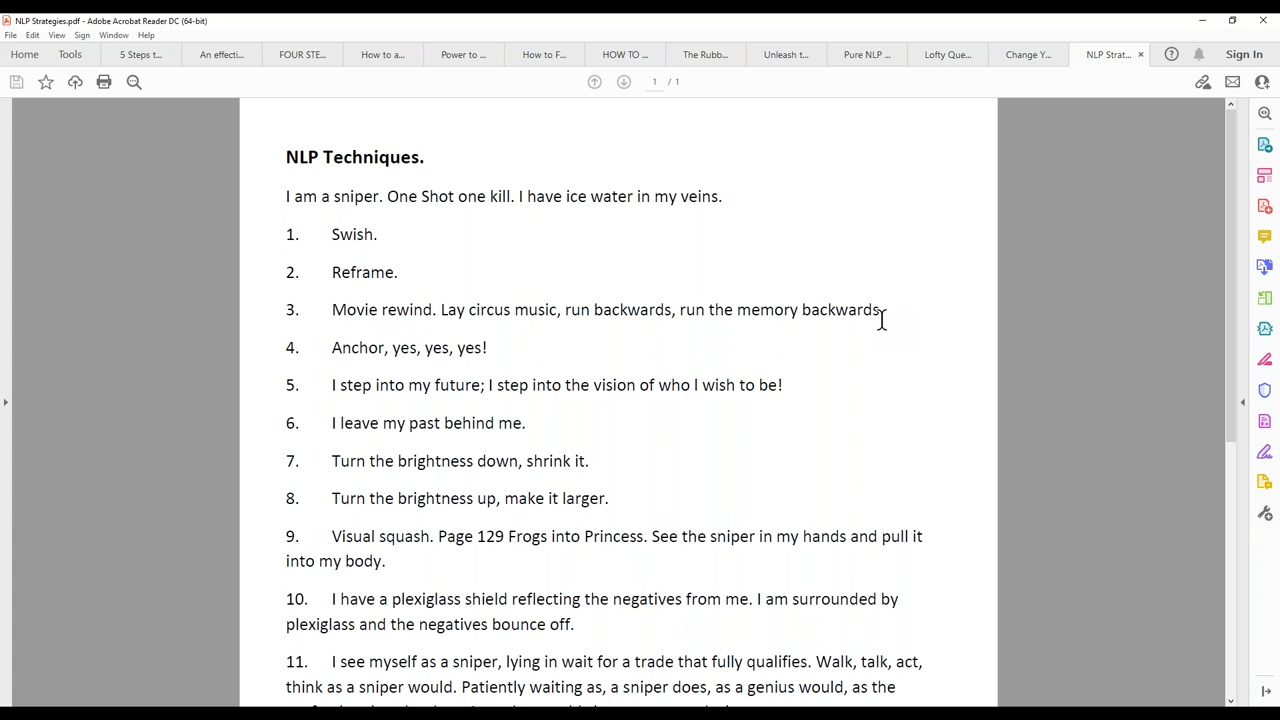 NLP Strategies.pdf - Adobe Acrobat Reader DC (64-bit)
File Edit View Sign Window Help
Home Tools 5 Steps t... An effecti... FOUR STE... How to a... Power to ... How to F... HOW TO ... The Rubb... Unleash t... Pure NLP ... Lofty Que... Change Y... NLP Strat... × Sign In
1 / 1
NLP Techniques.
I am a sniper. One Shot one kill. I have ice water in my veins.
1. Swish.
2. Reframe.
3. Movie rewind. Lay circus music, run backwards, run the memory backwards.
4. Anchor, yes, yes, yes!
5. I step into my future; I step into the vision of who I wish to be!
6. I leave my past behind me.
7. Turn the brightness down, shrink it.
8. Turn the brightness up, make it larger.
9. Visual squash. Page 129 Frogs into Princess. See the sniper in my hands and pull it
into my body.
10. I have a plexiglass shield reflecting the negatives from me. I am surrounded by
plexiglass and the negatives bounce off.
11. I see myself as a sniper, lying in wait for a trade that fully qualifies. Walk, talk, act,
think as a sniper would. Patiently waiting as, a sniper does, as a genius would, as the